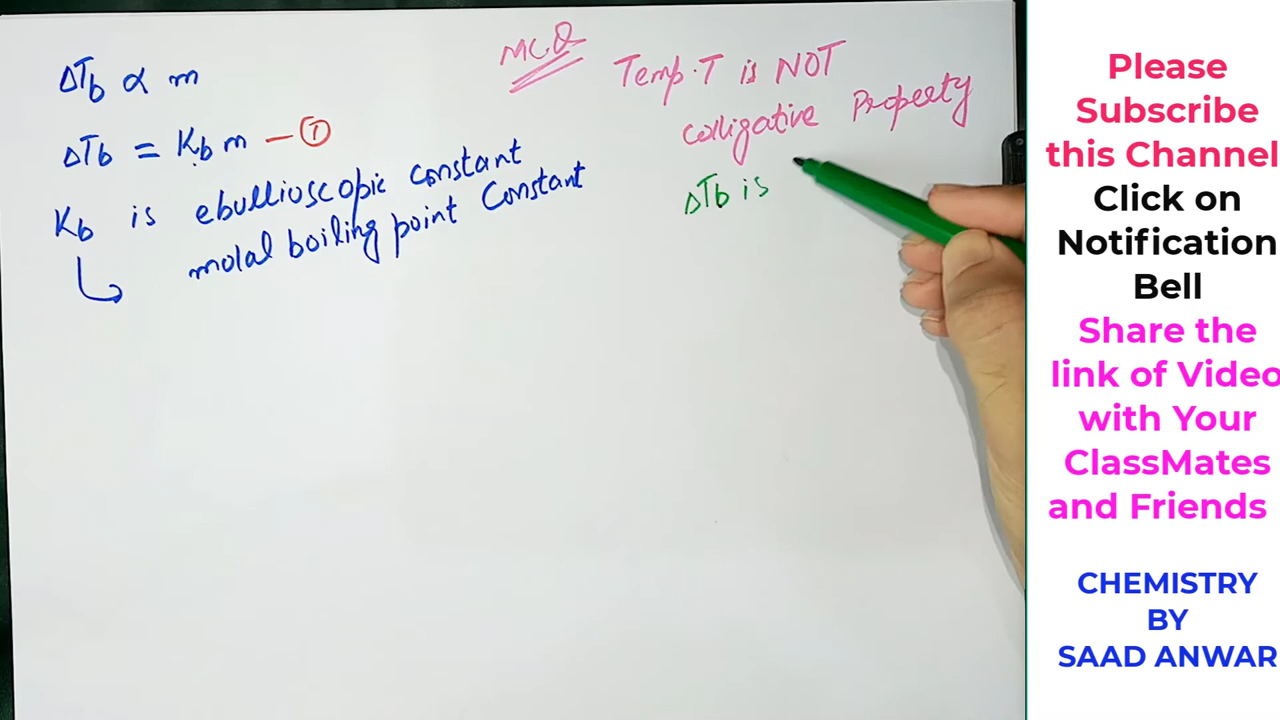 ΔTb ∝ m
ΔTb = Kb m — ①
Kb is ebullioscopic constant
molal boiling point Constant
MCQ
Temp. T is NOT
Colligative Property
ΔTb is
Please
Subscribe
this Channel
Click on
Notification
Bell
Share the
link of Video
with Your
ClassMates
and Friends
CHEMISTRY
BY
SAAD ANWAR